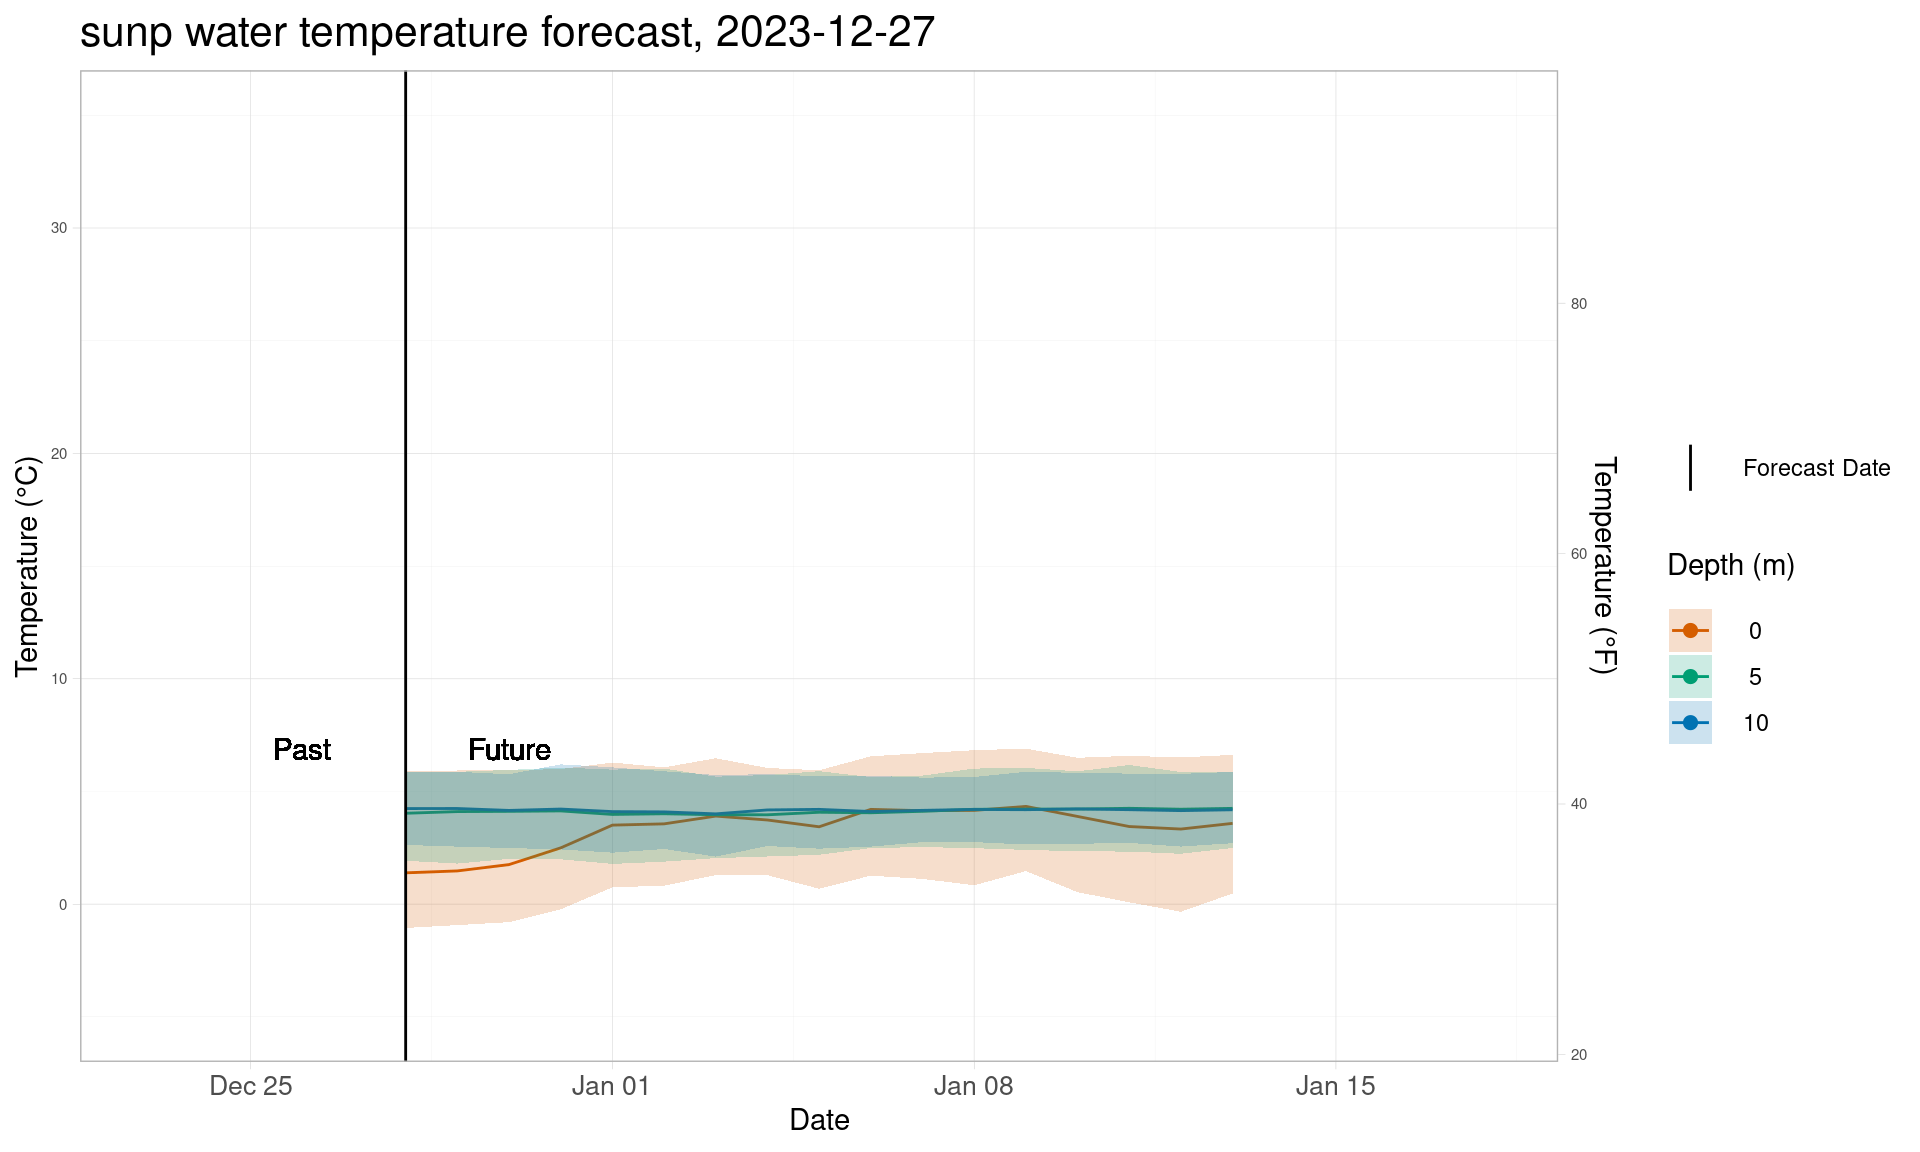 sunp water temperature forecast, 2023-12-27
Temperature (°C)
30
20
10
0
Past
Future
80
60
40
20
Temperature (°F)
Dec 25
Jan 01
Jan 08
Jan 15
Date
Forecast Date
Depth (m)
0
5
10